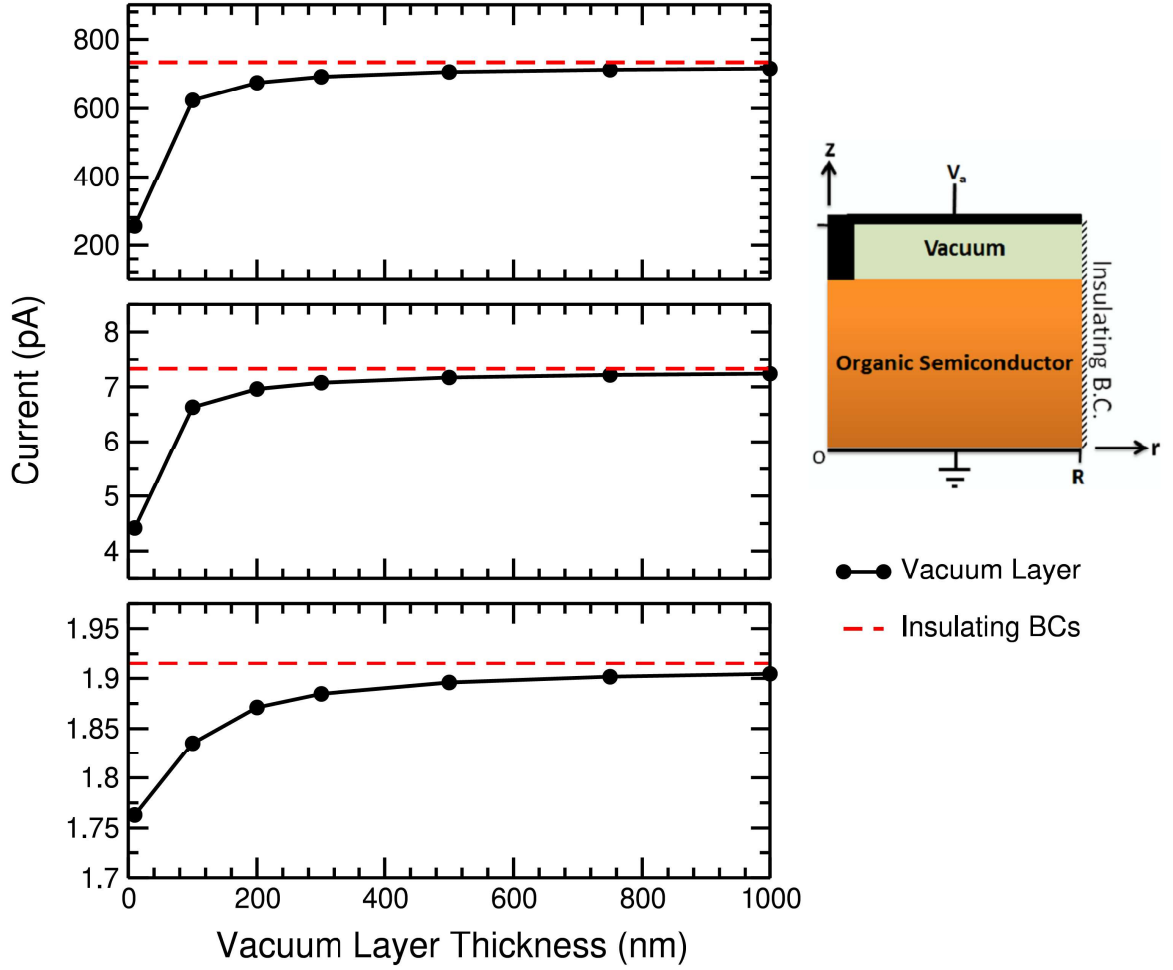 800
600
400
200
8
7
6
5
4
1.95
1.9
1.85
1.8
1.75
1.7
0 200 400 600 800 1000
Current (pA)
Vacuum Layer Thickness (nm)
z
Vₐ
Vacuum
Organic Semiconductor
Insulating B.C.
O
R
r
Vacuum Layer
Insulating BCs